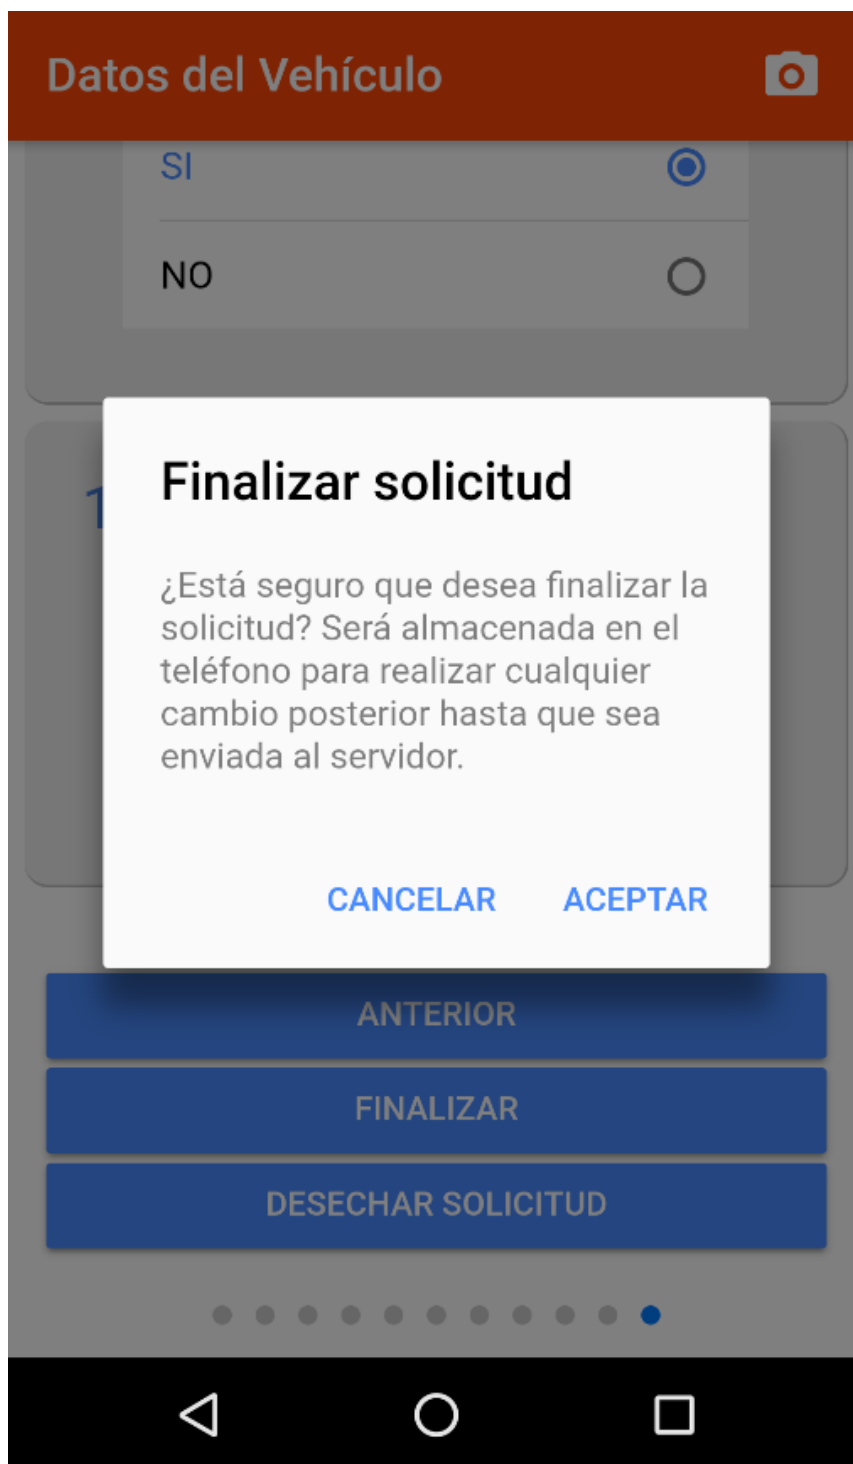 Datos del Vehículo
SI
NO
1
Finalizar solicitud
¿Está seguro que desea finalizar la
solicitud? Será almacenada en el
teléfono para realizar cualquier
cambio posterior hasta que sea
enviada al servidor.
CANCELAR ACEPTAR
ANTERIOR
FINALIZAR
DESECHAR SOLICITUD